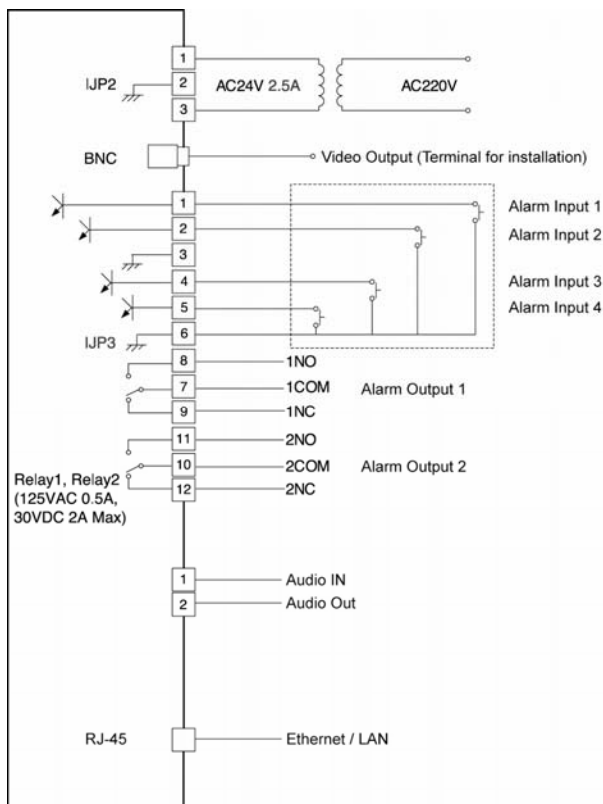 1
IJP2 2 AC24V 2.5A AC220V
3
BNC Video Output (Terminal for installation)
1 Alarm Input 1
2 Alarm Input 2
3
4 Alarm Input 3
5 Alarm Input 4
IJP3 6
8 1NO
7 1COM Alarm Output 1
9 1NC
11 2NO
10 2COM Alarm Output 2
12 2NC
Relay1, Relay2
(125VAC 0.5A,
30VDC 2A Max)
1 Audio IN
2 Audio Out
RJ-45 Ethernet / LAN